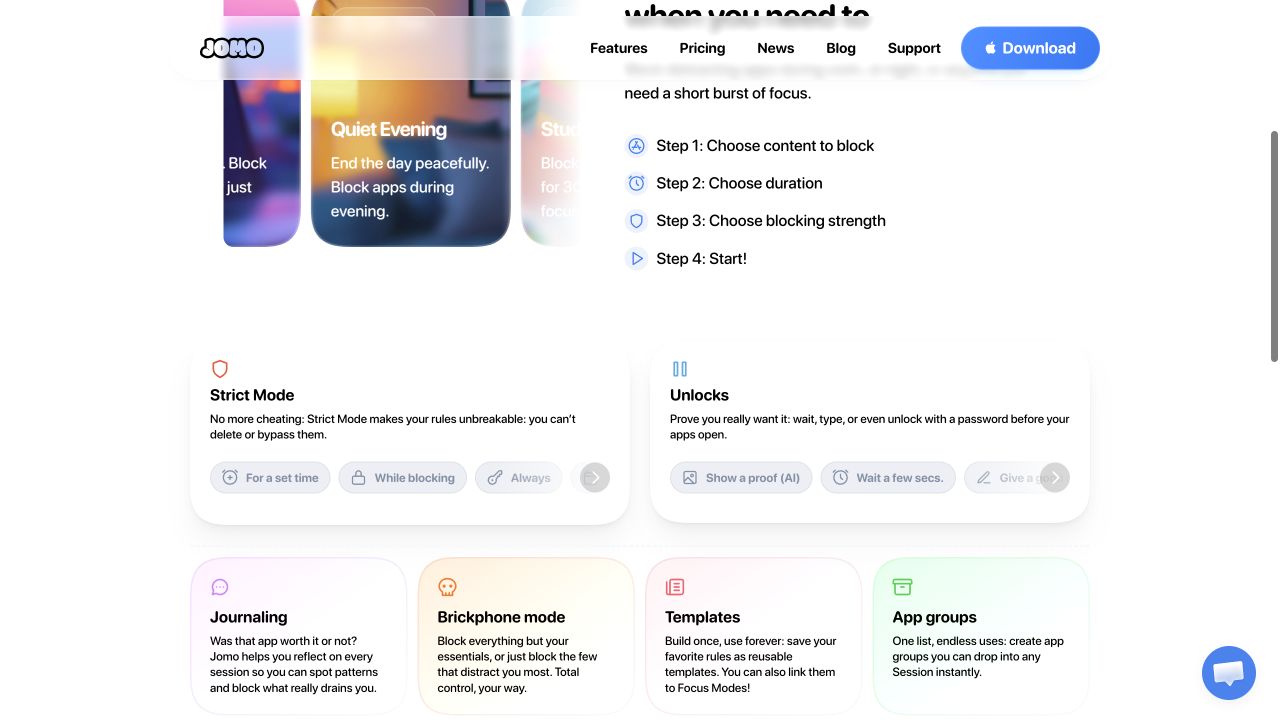 when you need to
JOMO
Features
Pricing
News
Blog
Support
Download
need a short burst of focus.
Block
just
Quiet Evening
End the day peacefully.
Block apps during
evening.
Step 1: Choose content to block
Step 2: Choose duration
Step 3: Choose blocking strength
Step 4: Start!
Strict Mode
No more cheating: Strict Mode makes your rules unbreakable: you can't
delete or bypass them.
For a set time
While blocking
Always
Unlocks
Prove you really want it: wait, type, or even unlock with a password before your
apps open.
Show a proof (AI)
Wait a few secs.
Give a
Journaling
Was that app worth it or not?
Jomo helps you reflect on every
session so you can spot patterns
and block what really drains you.
Brickphone mode
Block everything but your
essentials, or just block the few
that distract you most. Total
control, your way.
Templates
Build once, use forever: save your
favorite rules as reusable
templates. You can also link them
to Focus Modes!
App groups
One list, endless uses: create app
groups you can drop into any
Session instantly.